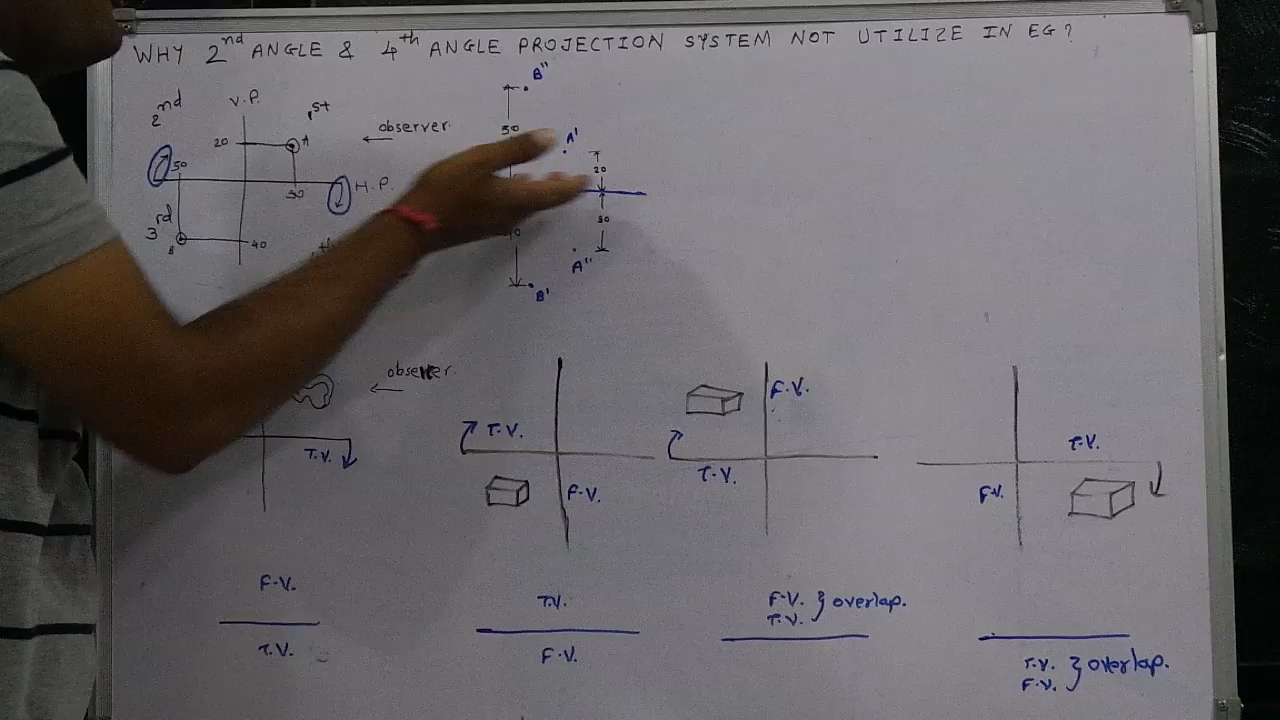 WHY 2nd ANGLE & 4th ANGLE PROJECTION SYSTEM NOT UTILIZE IN EG?
2nd V.P. 1st
20 A
observer
50
H.P.
30
3rd
B
40
th
B''
50
A'
20
30
A''
B'
observer
T.V.
T.V.
F.V.
F.V.
T.V.
T.V.
F.V.
F.V.
T.V.
T.V.
F.V.
F.V. } overlap.
T.V.
T.V. } overlap.
F.V.